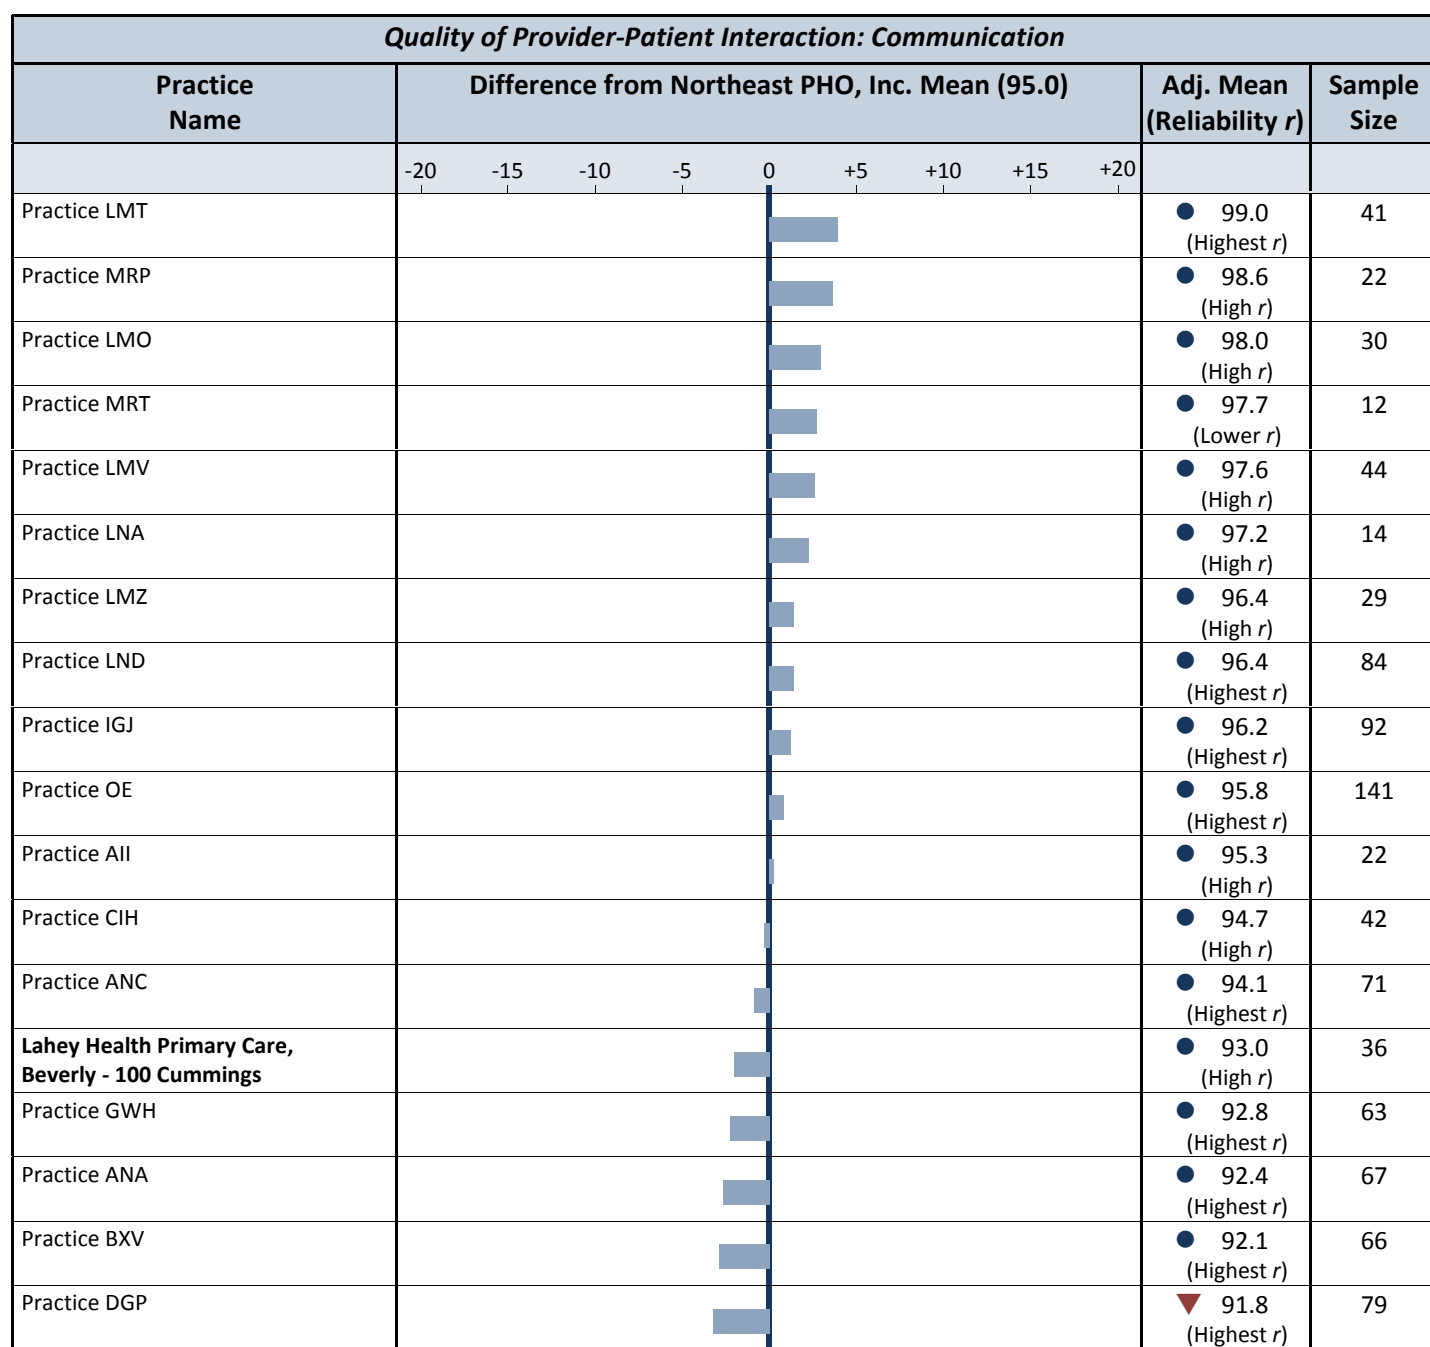 Quality of Provider-Patient Interaction: Communication
Practice Name
Difference from Northeast PHO, Inc. Mean (95.0)
Adj. Mean (Reliability r)
Sample Size
-20 -15 -10 -5 0 +5 +10 +15 +20
Practice LMT 99.0 41
(Highest r)
Practice MRP 98.6 22
(High r)
Practice LMO 98.0 30
(High r)
Practice MRT 97.7 12
(Lower r)
Practice LMV 97.6 44
(High r)
Practice LNA 97.2 14
(High r)
Practice LMZ 96.4 29
(High r)
Practice LND 96.4 84
(Highest r)
Practice IGJ 96.2 92
(Highest r)
Practice OE 95.8 141
(Highest r)
Practice AII 95.3 22
(High r)
Practice CIH 94.7 42
(High r)
Practice ANC 94.1 71
(Highest r)
Lahey Health Primary Care, 93.0 36
Beverly - 100 Cummings (High r)
Practice GWH 92.8 63
(Highest r)
Practice ANA 92.4 67
(Highest r)
Practice BXV 92.1 66
(Highest r)
Practice DGP 91.8 79
(Highest r)